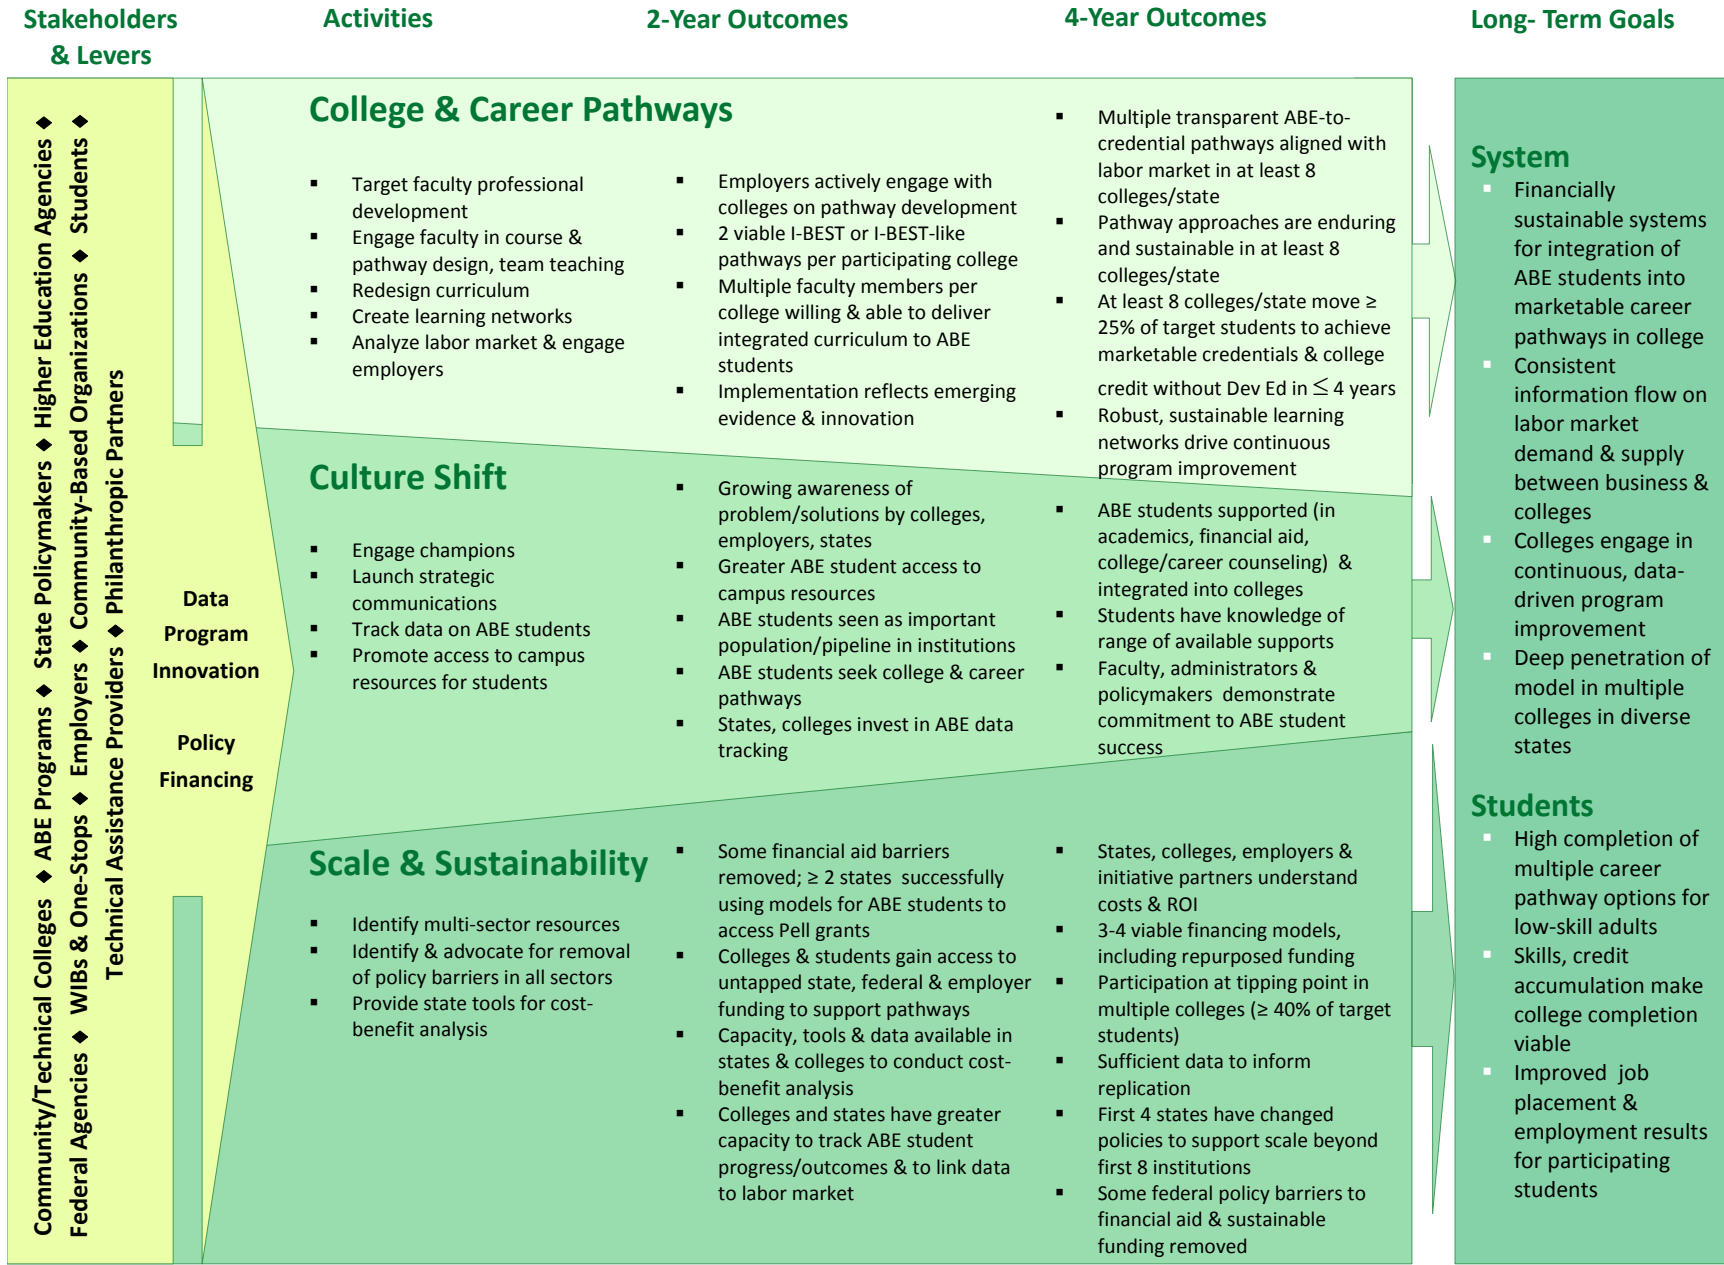 Stakeholders
& Levers
Activities
2-Year Outcomes
4-Year Outcomes
Long- Term Goals
Community/Technical Colleges ◆ ABE Programs ◆ State Policymakers ◆ Higher Education Agencies ◆
Federal Agencies ◆ WIBs & One-Stops ◆ Employers ◆ Community-Based Organizations ◆ Students ◆
Technical Assistance Providers ◆ Philanthropic Partners
Data
Program
Innovation
Policy
Financing
College & Career Pathways
▪ Target faculty professional
development
▪ Engage faculty in course &
pathway design, team teaching
▪ Redesign curriculum
▪ Create learning networks
▪ Analyze labor market & engage
employers
▪ Employers actively engage with
colleges on pathway development
▪ 2 viable I-BEST or I-BEST-like
pathways per participating college
▪ Multiple faculty members per
college willing & able to deliver
integrated curriculum to ABE
students
▪ Implementation reflects emerging
evidence & innovation
▪ Multiple transparent ABE-to-
credential pathways aligned with
labor market in at least 8
colleges/state
▪ Pathway approaches are enduring
and sustainable in at least 8
colleges/state
▪ At least 8 colleges/state move ≥
25% of target students to achieve
marketable credentials & college
credit without Dev Ed in ≤ 4 years
▪ Robust, sustainable learning
networks drive continuous
program improvement
Culture Shift
▪ Engage champions
▪ Launch strategic
communications
▪ Track data on ABE students
▪ Promote access to campus
resources for students
▪ Growing awareness of
problem/solutions by colleges,
employers, states
▪ Greater ABE student access to
campus resources
▪ ABE students seen as important
population/pipeline in institutions
▪ ABE students seek college & career
pathways
▪ States, colleges invest in ABE data
tracking
▪ ABE students supported (in
academics, financial aid,
college/career counseling) &
integrated into colleges
▪ Students have knowledge of
range of available supports
▪ Faculty, administrators &
policymakers demonstrate
commitment to ABE student
success
Scale & Sustainability
▪ Identify multi-sector resources
▪ Identify & advocate for removal
of policy barriers in all sectors
▪ Provide state tools for cost-
benefit analysis
▪ Some financial aid barriers
removed; ≥ 2 states successfully
using models for ABE students to
access Pell grants
▪ Colleges & students gain access to
untapped state, federal & employer
funding to support pathways
▪ Capacity, tools & data available in
states & colleges to conduct cost-
benefit analysis
▪ Colleges and states have greater
capacity to track ABE student
progress/outcomes & to link data
to labor market
▪ States, colleges, employers &
initiative partners understand
costs & ROI
▪ 3-4 viable financing models,
including repurposed funding
▪ Participation at tipping point in
multiple colleges (≥ 40% of target
students)
▪ Sufficient data to inform
replication
▪ First 4 states have changed
policies to support scale beyond
first 8 institutions
▪ Some federal policy barriers to
financial aid & sustainable
funding removed
System
▪ Financially
sustainable systems
for integration of
ABE students into
marketable career
pathways in college
▪ Consistent
information flow on
labor market
demand & supply
between business &
colleges
▪ Colleges engage in
continuous, data-
driven program
improvement
▪ Deep penetration of
model in multiple
colleges in diverse
states
Students
▪ High completion of
multiple career
pathway options for
low-skill adults
▪ Skills, credit
accumulation make
college completion
viable
▪ Improved job
placement &
employment results
for participating
students